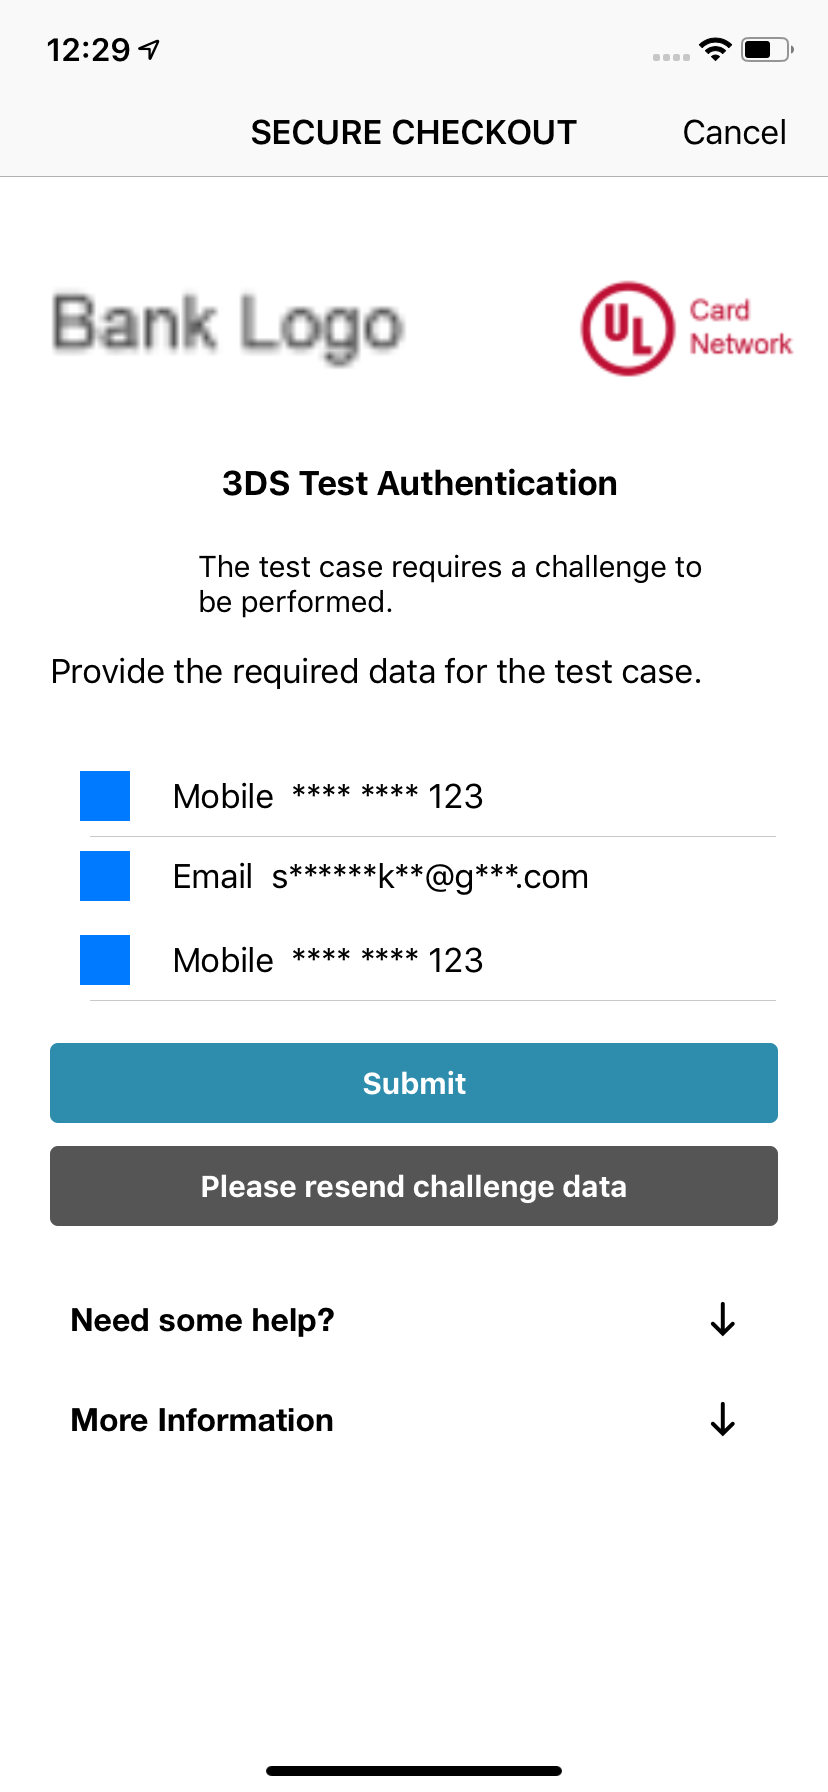 12:29
SECURE CHECKOUT Cancel
Bank Logo
UL Card
Network
3DS Test Authentication
The test case requires a challenge to
be performed.
Provide the required data for the test case.
Mobile **** **** 123
Email s******k**@g***.com
Mobile **** **** 123
Submit
Please resend challenge data
Need some help?
More Information